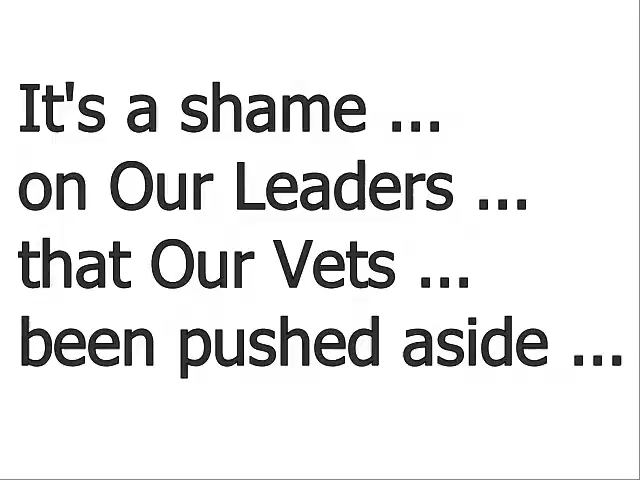 It's a shame ...
on Our Leaders ...
that Our Vets ...
been pushed aside ...